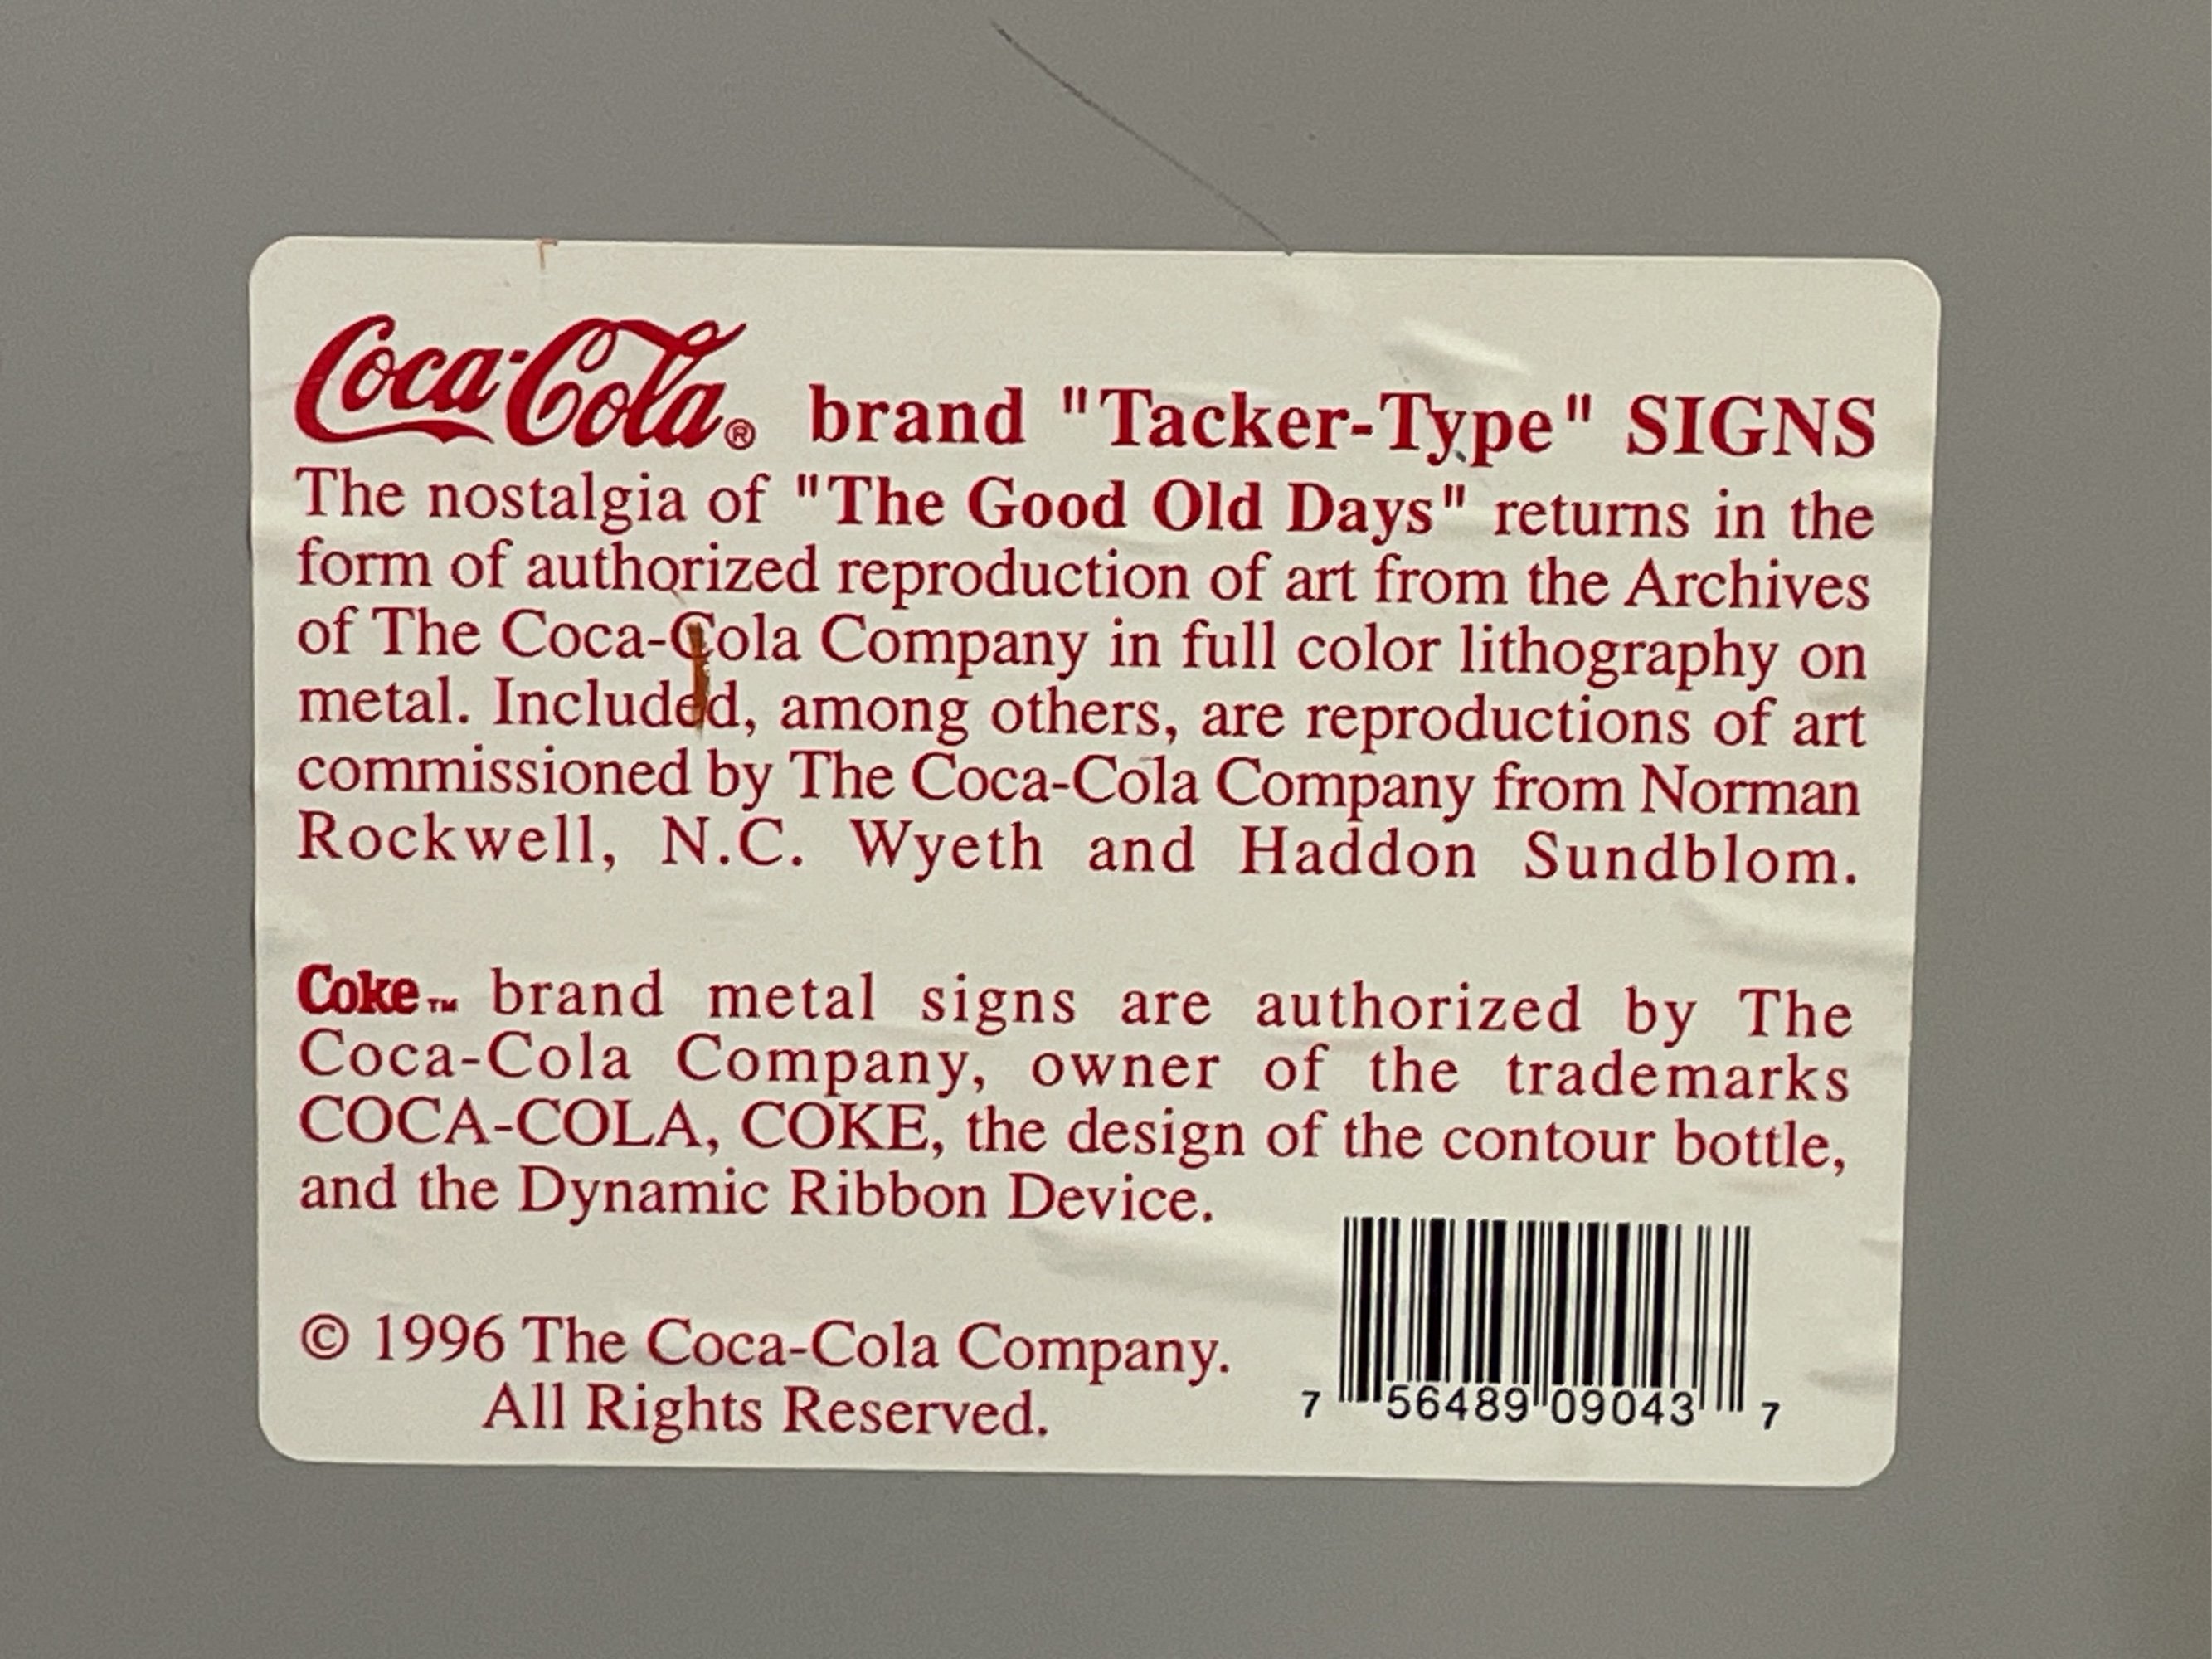 Coca-Cola® brand "Tacker-Type" SIGNS
The nostalgia of "The Good Old Days" returns in the
form of authorized reproduction of art from the Archives
of The Coca-Cola Company in full color lithography on
metal. Included, among others, are reproductions of art
commissioned by The Coca-Cola Company from Norman
Rockwell, N.C. Wyeth and Haddon Sundblom.
Coke™ brand metal signs are authorized by The
Coca-Cola Company, owner of the trademarks
COCA-COLA, COKE, the design of the contour bottle,
and the Dynamic Ribbon Device.
© 1996 The Coca-Cola Company.
All Rights Reserved.
7 56489 09043 7